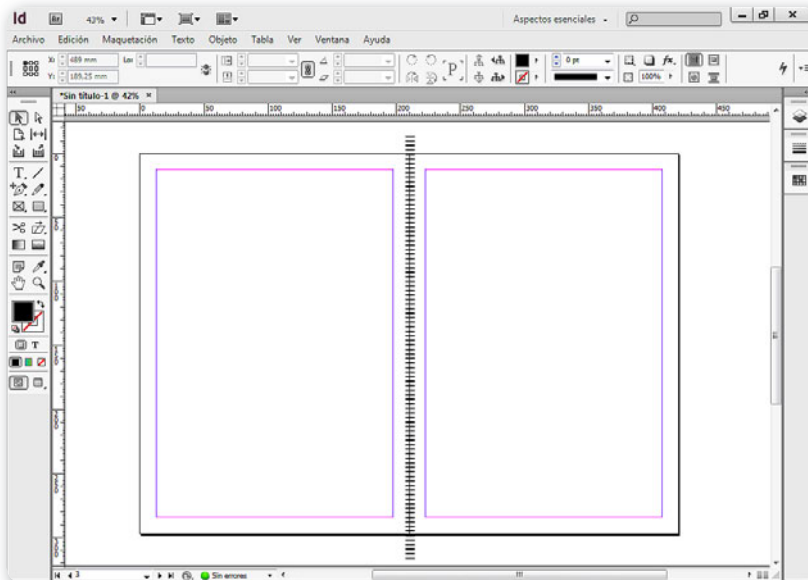 Id Br 42% Aspectos esenciales
Archivo Edición Maquetación Texto Objeto Tabla Ver Ventana Ayuda
X: 489 mm 0 pt
Y: 189.25 mm 100%
*Sin título-1 @ 42% ×
50 0 50 100 150 200 250 300 350 400 450
3 Sin errores